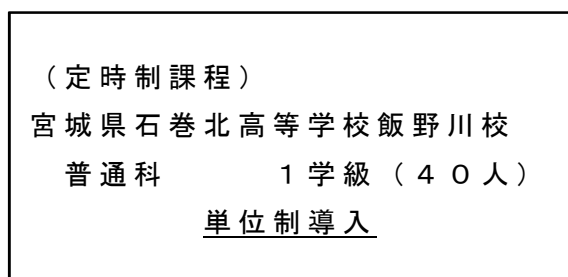 （定時制課程）
宮城県石巻北高等学校飯野川校
普通科　　　１学級（４０人）
単位制導入